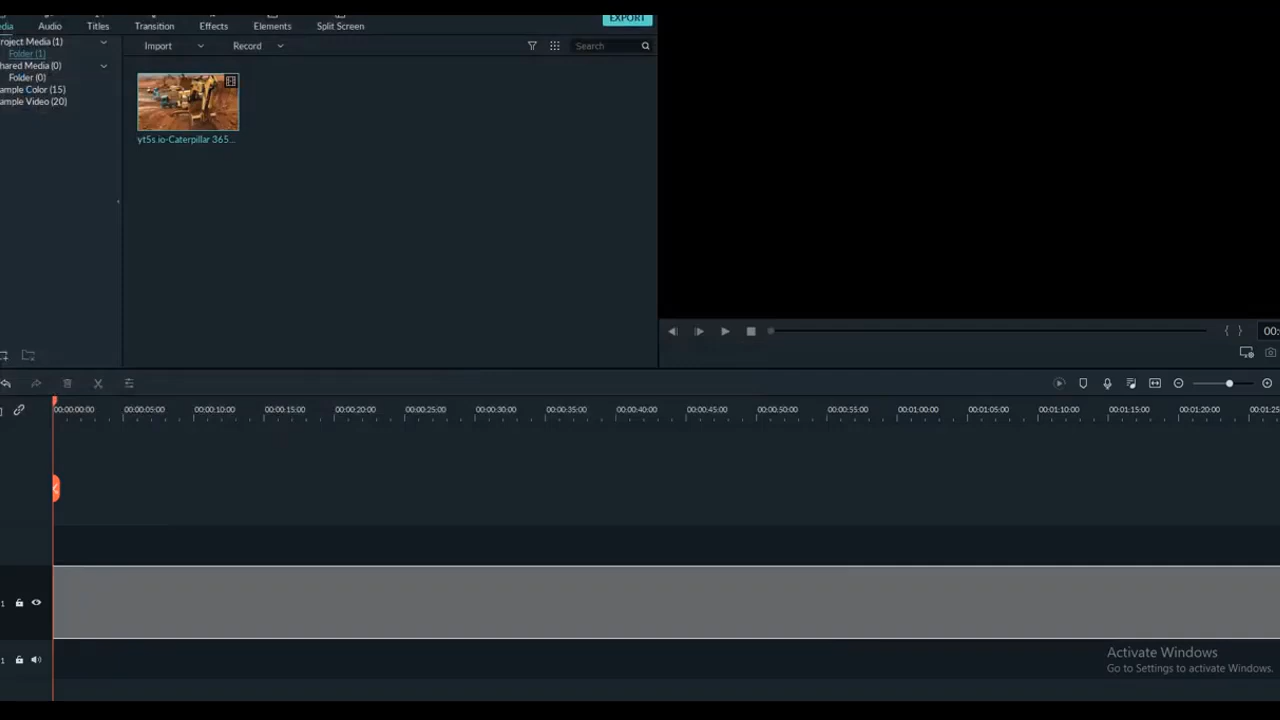 edia Audio Titles Transition Effects Elements Split Screen EXPORT
roject Media (1)
Folder (1)
hared Media (0)
Folder (0)
ample Color (15)
ample Video (20)
Import Record Search
yt5s.io-Caterpillar 365...
00:
00:00:00:00 00:00:05:00 00:00:10:00 00:00:15:00 00:00:20:00 00:00:25:00 00:00:30:00 00:00:35:00 00:00:40:00 00:00:45:00 00:00:50:00 00:00:55:00 00:01:00:00 00:01:05:00 00:01:10:00 00:01:15:00 00:01:20:00 00:01:25
1
1
Activate Windows
Go to Settings to activate Windows.